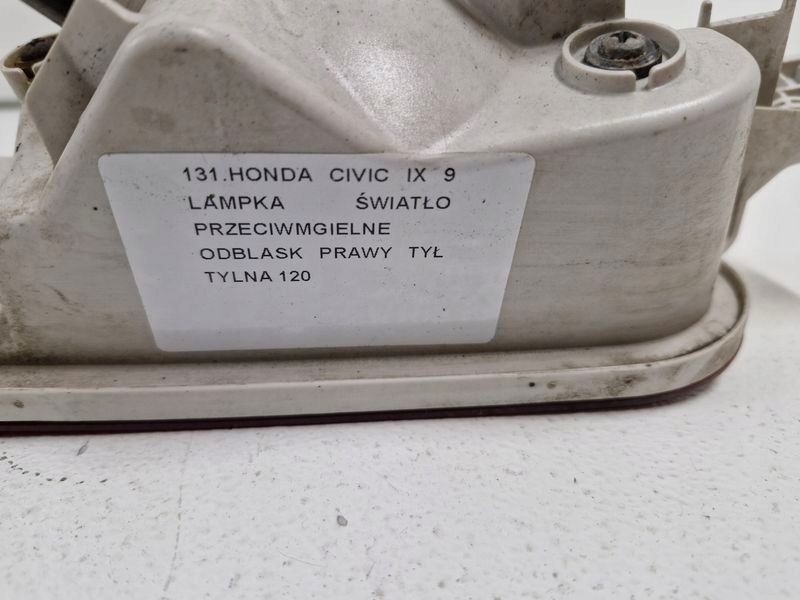 131.HONDA CIVIC IX 9
LAMPKA ŚWIATŁO
PRZECIWMGIELNE
ODBLASK PRAWY TYŁ
TYLNA 120